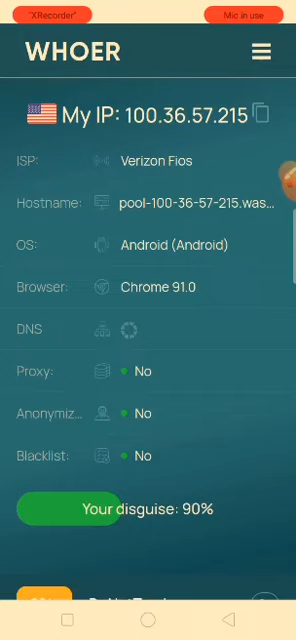 "XRecorder" Mic in use
WHOER
My IP: 100.36.57.215
ISP: Verizon Fios
Hostname: pool-100-36-57-215.was...
OS: Android (Android)
Browser: Chrome 91.0
DNS
Proxy: No
Anonymiz... No
Blacklist: No
Your disguise: 90%